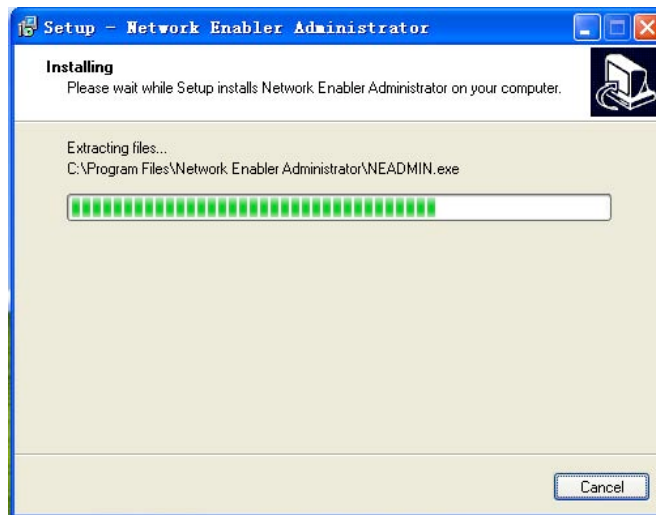 Setup - Network Enabler Administrator
Installing
Please wait while Setup installs Network Enabler Administrator on your computer.
Extracting files...
C:\Program Files\Network Enabler Administrator\NEADMIN.exe
Cancel